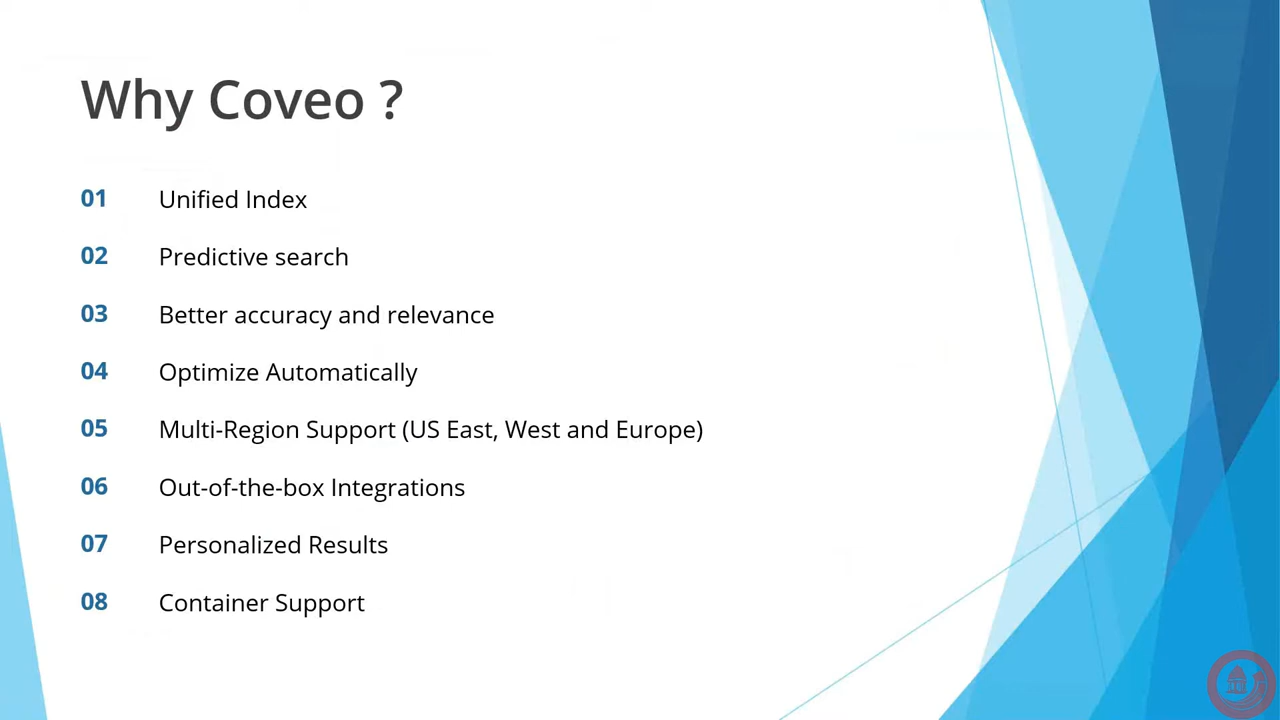 Why Coveo ?
01 Unified Index
02 Predictive search
03 Better accuracy and relevance
04 Optimize Automatically
05 Multi-Region Support (US East, West and Europe)
06 Out-of-the-box Integrations
07 Personalized Results
08 Container Support